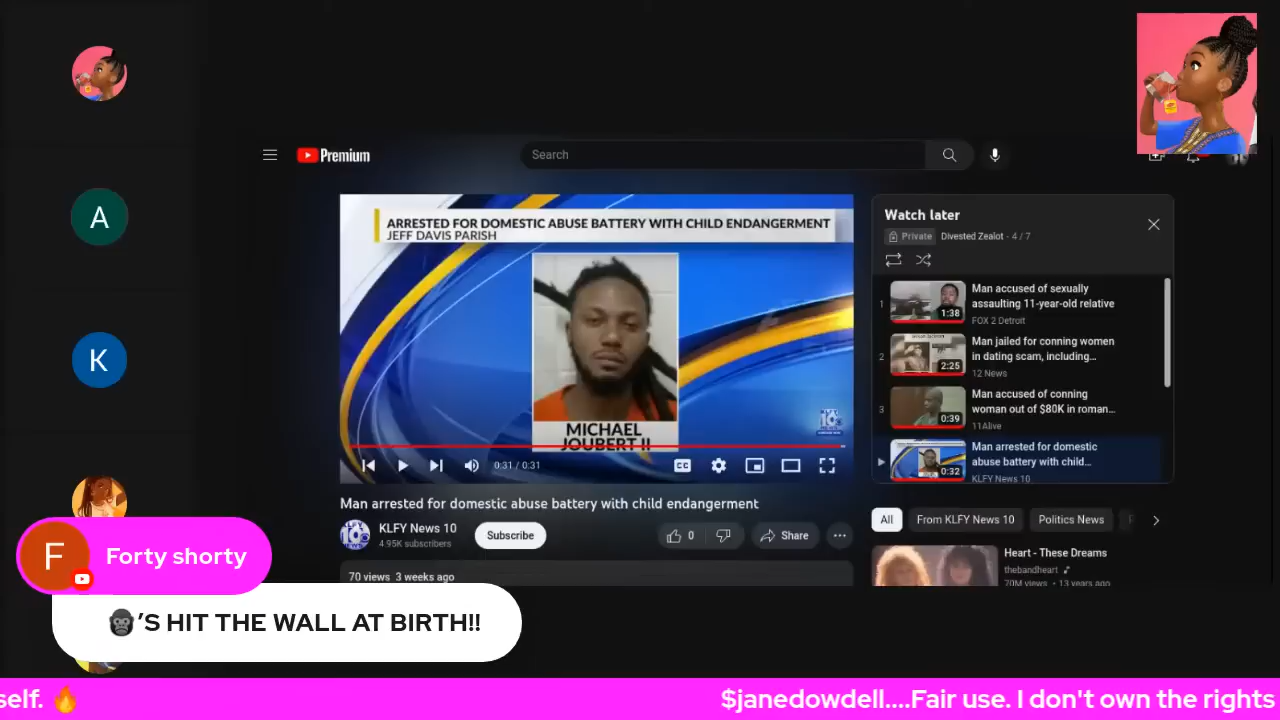 Premium
Search
ARRESTED FOR DOMESTIC ABUSE BATTERY WITH CHILD ENDANGERMENT
JEFF DAVIS PARISH
MICHAEL
JOUBERT II
0:31 / 0:31
CC
Man arrested for domestic abuse battery with child endangerment
KLFY News 10
4.95K subscribers
Subscribe
0
Share
70 views 3 weeks ago
Watch later
Private Divested Zealot - 4 / 7
1
1:38
Man accused of sexually
assaulting 11-year-old relative
FOX 2 Detroit
2
2:25
Man jailed for conning women
in dating scam, including...
12 News
3
0:39
Man accused of conning
woman out of $80K in roman...
11Alive
0:32
Man arrested for domestic
abuse battery with child...
KLFY News 10
All
From KLFY News 10
Politics News
Heart - These Dreams
thebandheart
70M views • 13 years ago
A
K
F
Forty shorty
🦍'S HIT THE WALL AT BIRTH!!
self. 🔥
$janedowdell....Fair use. I don't own the rights